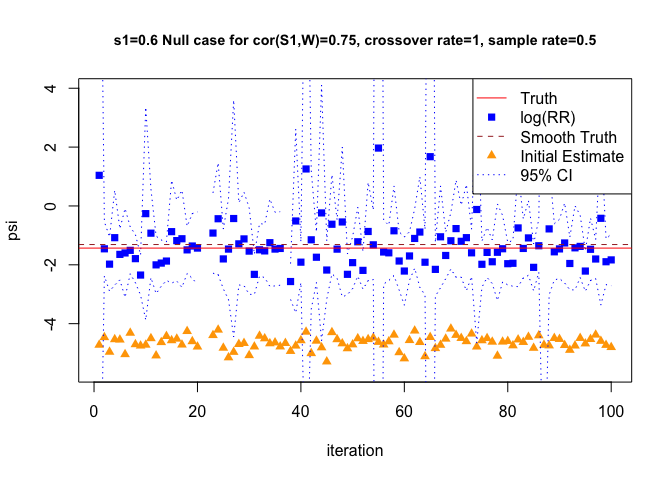 s1=0.6 Null case for cor(S1,W)=0.75, crossover rate=1, sample rate=0.5
Truth
log(RR)
Smooth Truth
Initial Estimate
95% CI
psi
4
2
0
-2
-4
0
20
40
60
80
100
iteration